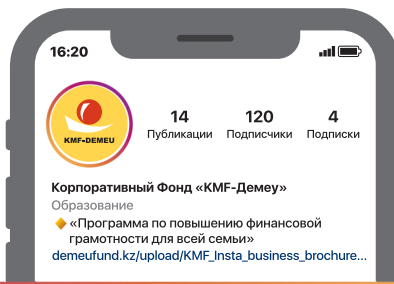 16:20
KMF-DEMEU
14 120 4
Публикации Подписчики Подписки
Корпоративный Фонд «KMF-Демеу»
Образование
«Программа по повышению финансовой
грамотности для всей семьи»
demeufund.kz/upload/KMF_Insta_business_brochure...